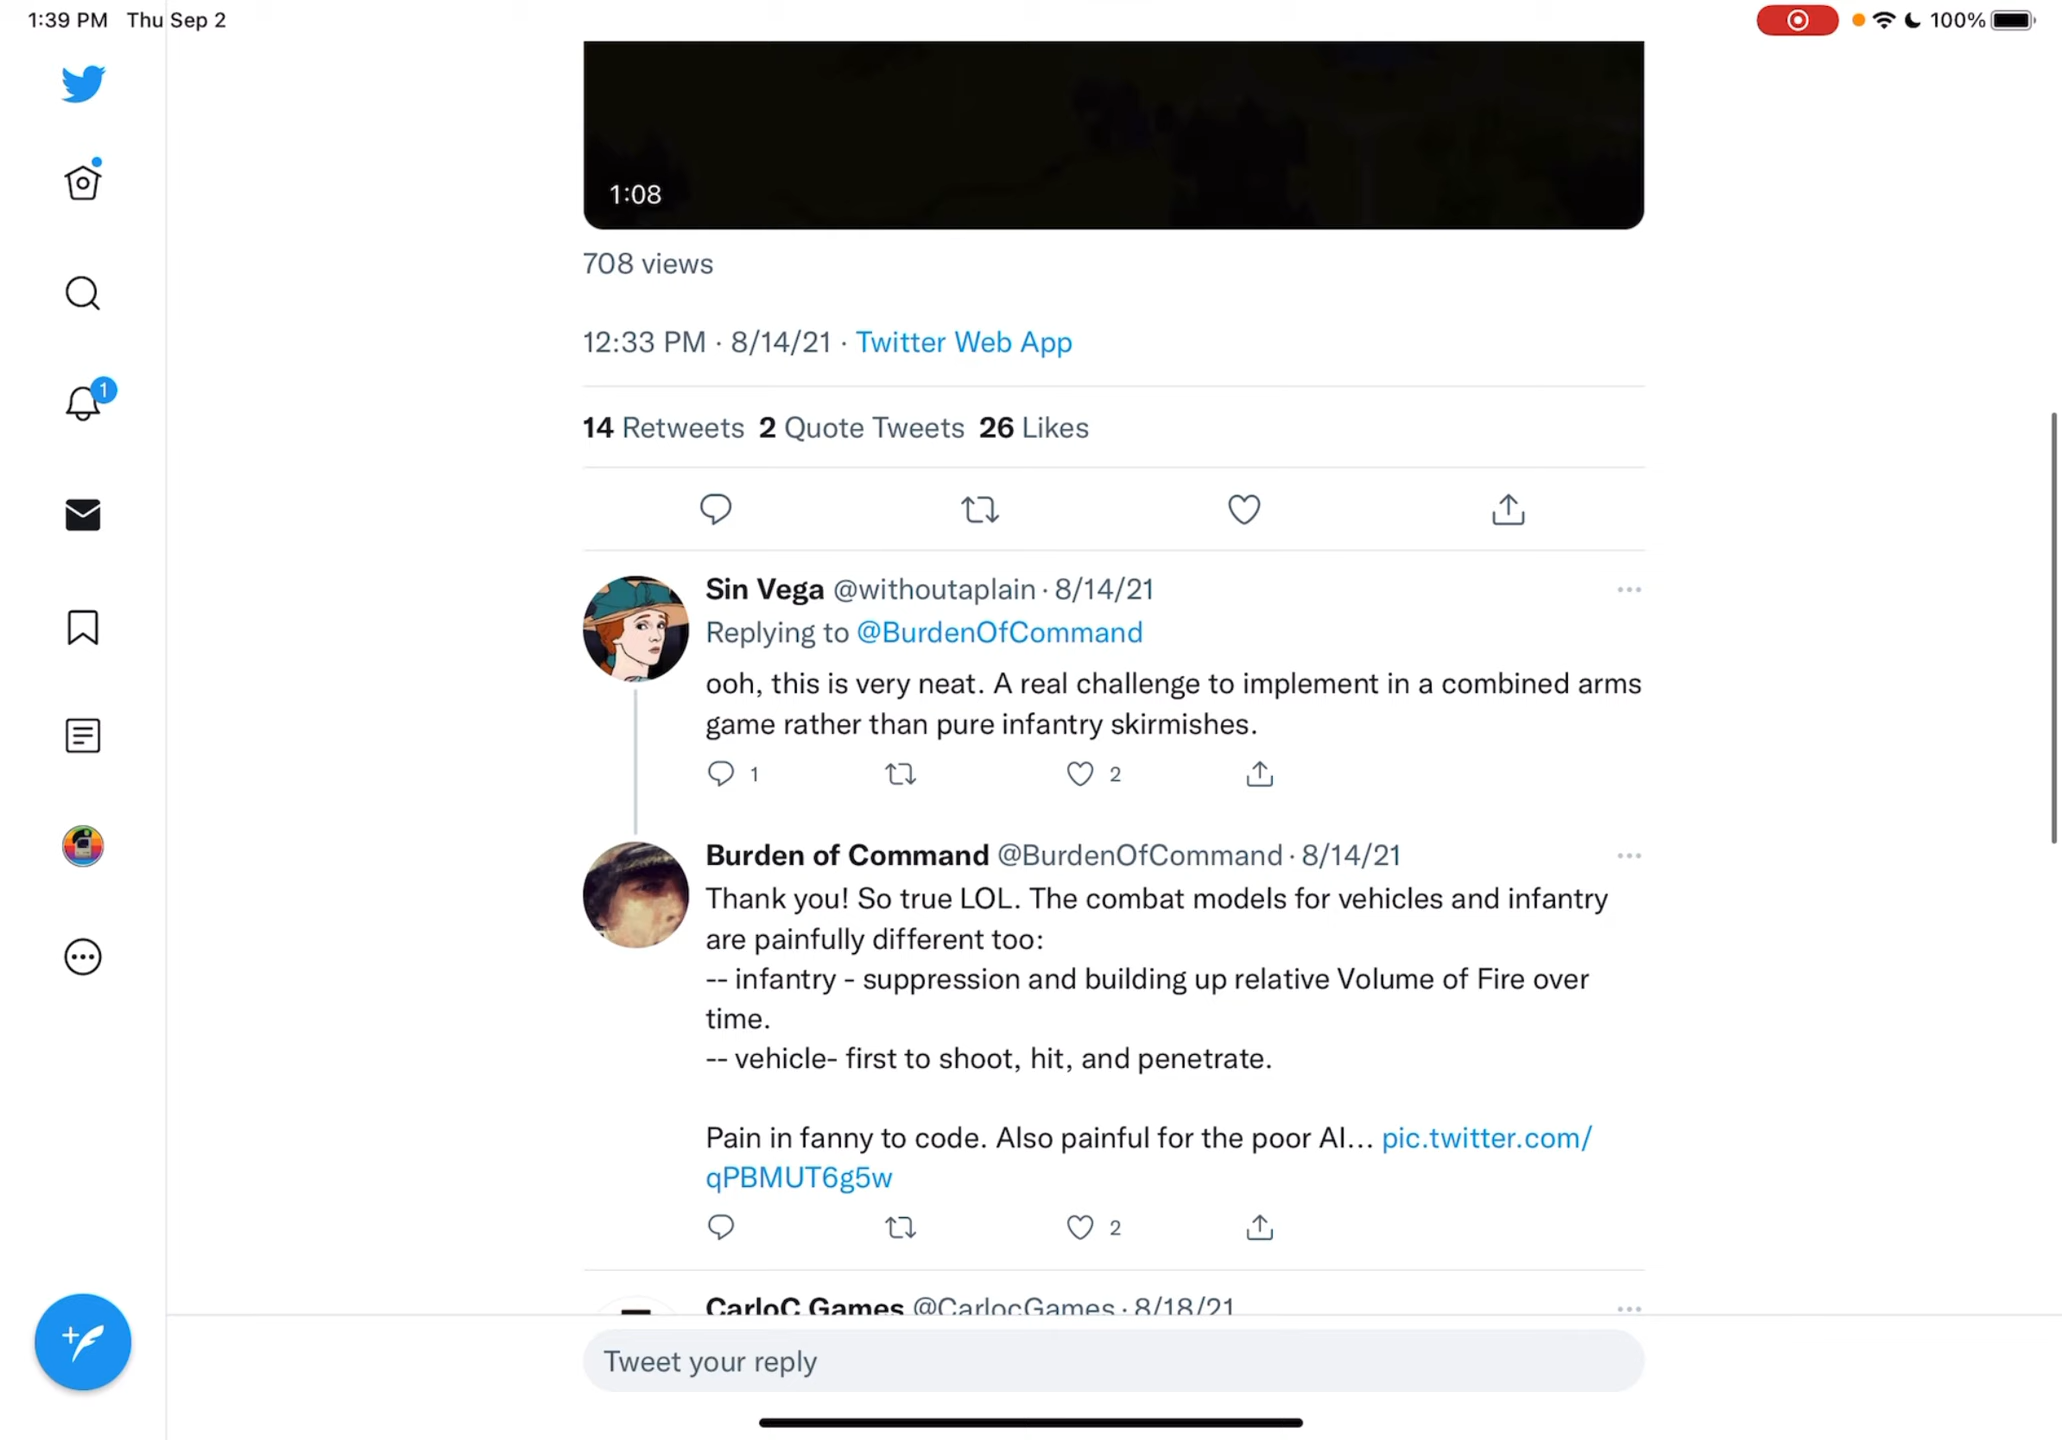 1:39 PM Thu Sep 2
100%
1:08
708 views
12:33 PM · 8/14/21 · Twitter Web App
14 Retweets 2 Quote Tweets 26 Likes
1
Sin Vega @withoutaplain · 8/14/21
Replying to @BurdenOfCommand
ooh, this is very neat. A real challenge to implement in a combined arms
game rather than pure infantry skirmishes.
1 2
Burden of Command @BurdenOfCommand · 8/14/21
Thank you! So true LOL. The combat models for vehicles and infantry
are painfully different too:
-- infantry - suppression and building up relative Volume of Fire over
time.
-- vehicle- first to shoot, hit, and penetrate.
Pain in fanny to code. Also painful for the poor AI... pic.twitter.com/
qPBMUT6g5w
2
CarloC Games @CarlocGames · 8/18/21
Tweet your reply